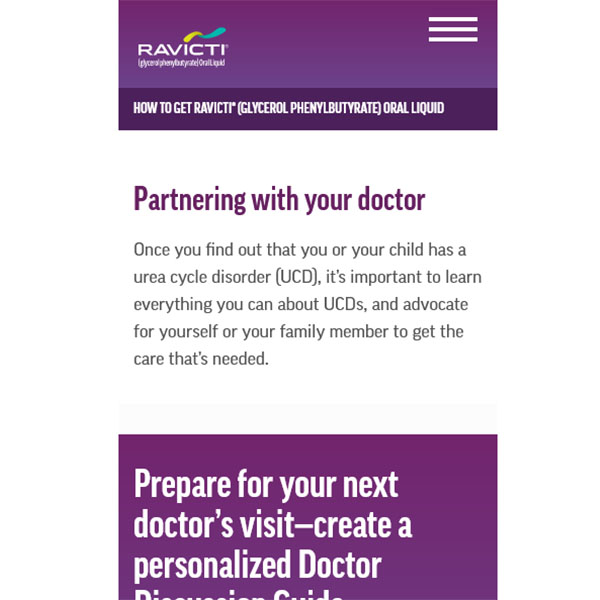 RAVICTI®
(glycerol phenylbutyrate) Oral Liquid
HOW TO GET RAVICTI® (GLYCEROL PHENYLBUTYRATE) ORAL LIQUID
Partnering with your doctor
Once you find out that you or your child has a
urea cycle disorder (UCD), it's important to learn
everything you can about UCDs, and advocate
for yourself or your family member to get the
care that's needed.
Prepare for your next
doctor's visit—create a
personalized Doctor
Discussion Guide